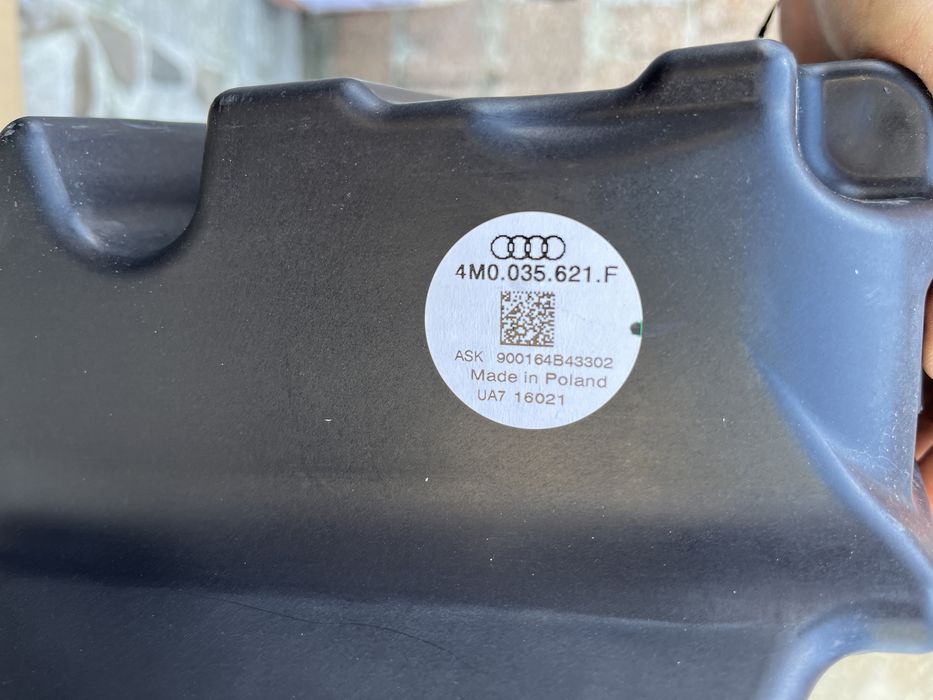 4M0.035.621.F
ASK 900164B43302
Made in Poland
UA7 16021